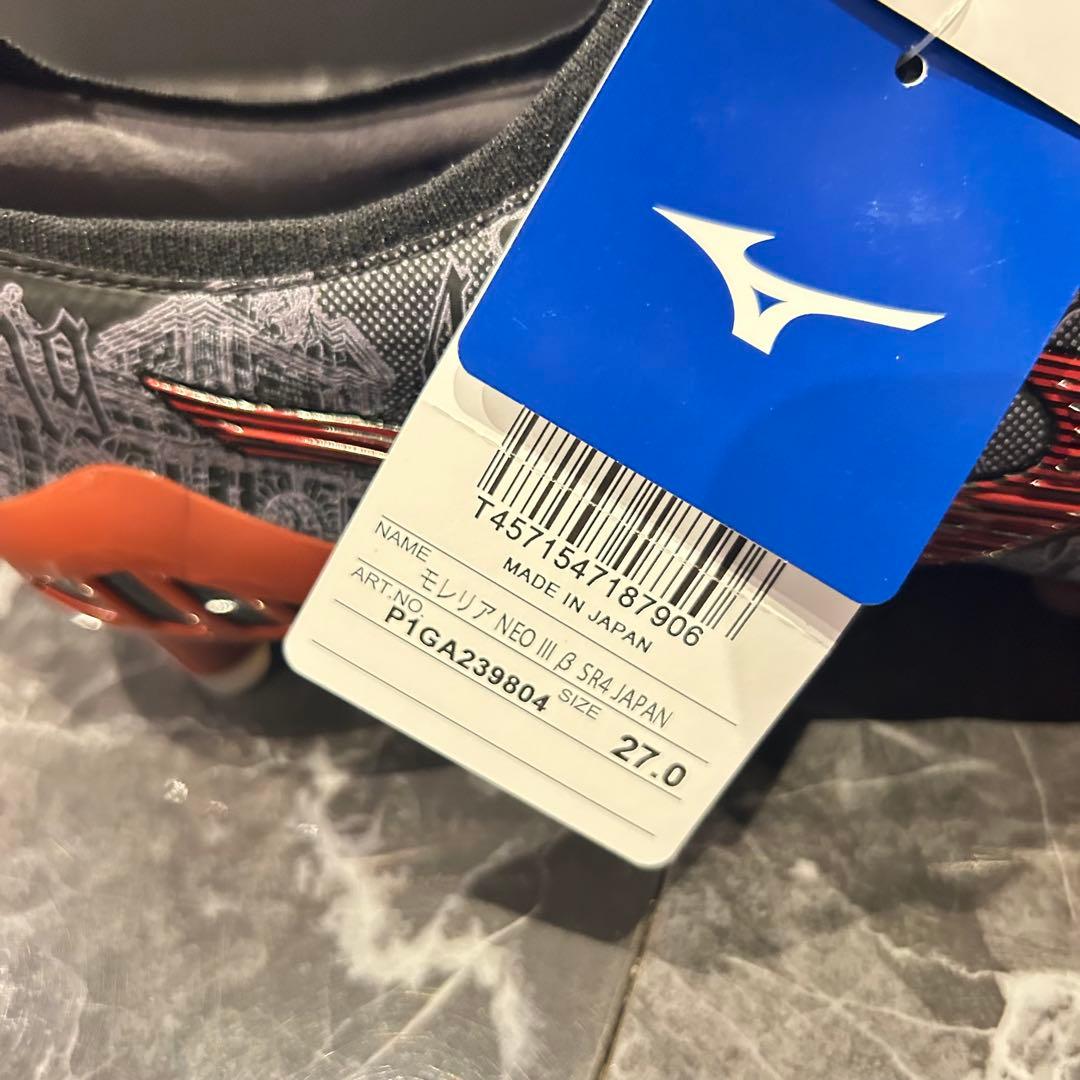 T4571547187906
MADE IN JAPAN
NAME モレリア NEO III β SR4 JAPAN
ART.NO P1GA239804 SIZE 27.0